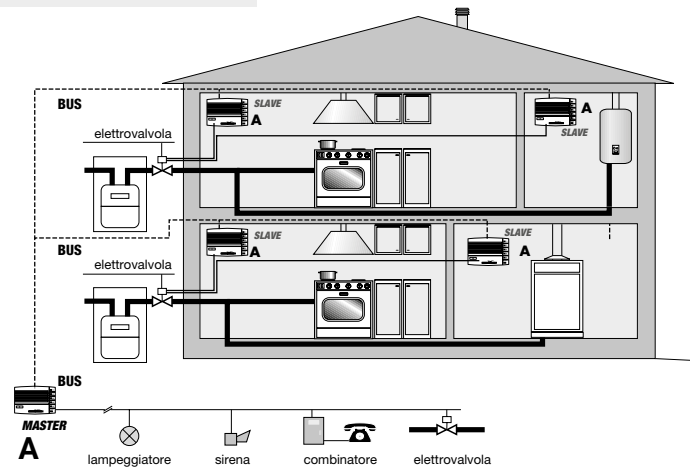 BUS
SLAVE
A
A
SLAVE
elettrovalvola
BUS
SLAVE
A
SLAVE
A
elettrovalvola
BUS
MASTER
A
lampeggiatore
sirena
combinatore
elettrovalvola